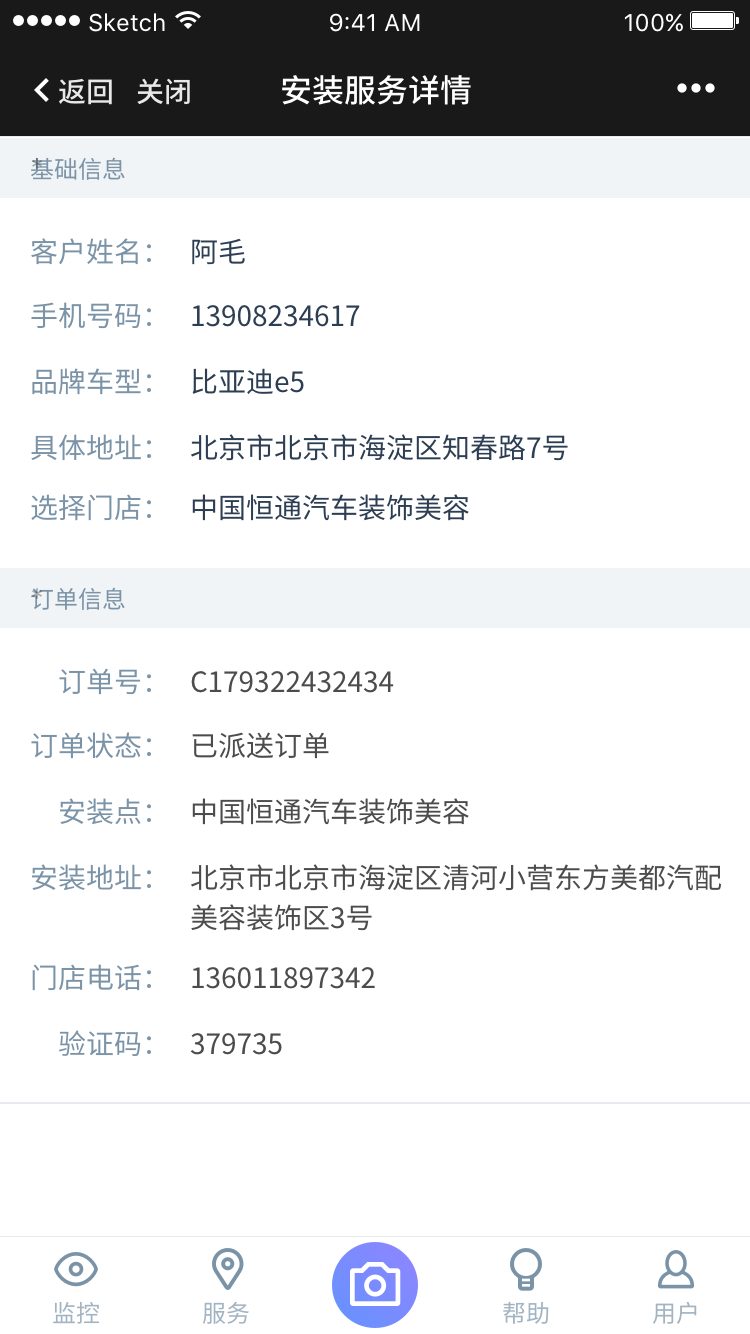 Sketch 9:41 AM 100%
返回 关闭 安装服务详情
基础信息
客户姓名： 阿毛
手机号码： 13908234617
品牌车型： 比亚迪e5
具体地址： 北京市北京市海淀区知春路7号
选择门店： 中国恒通汽车装饰美容
订单信息
订单号： C179322432434
订单状态： 已派送订单
安装点： 中国恒通汽车装饰美容
安装地址： 北京市北京市海淀区清河小营东方美都汽配
美容装饰区3号
门店电话： 136011897342
验证码： 379735
监控 服务 帮助 用户